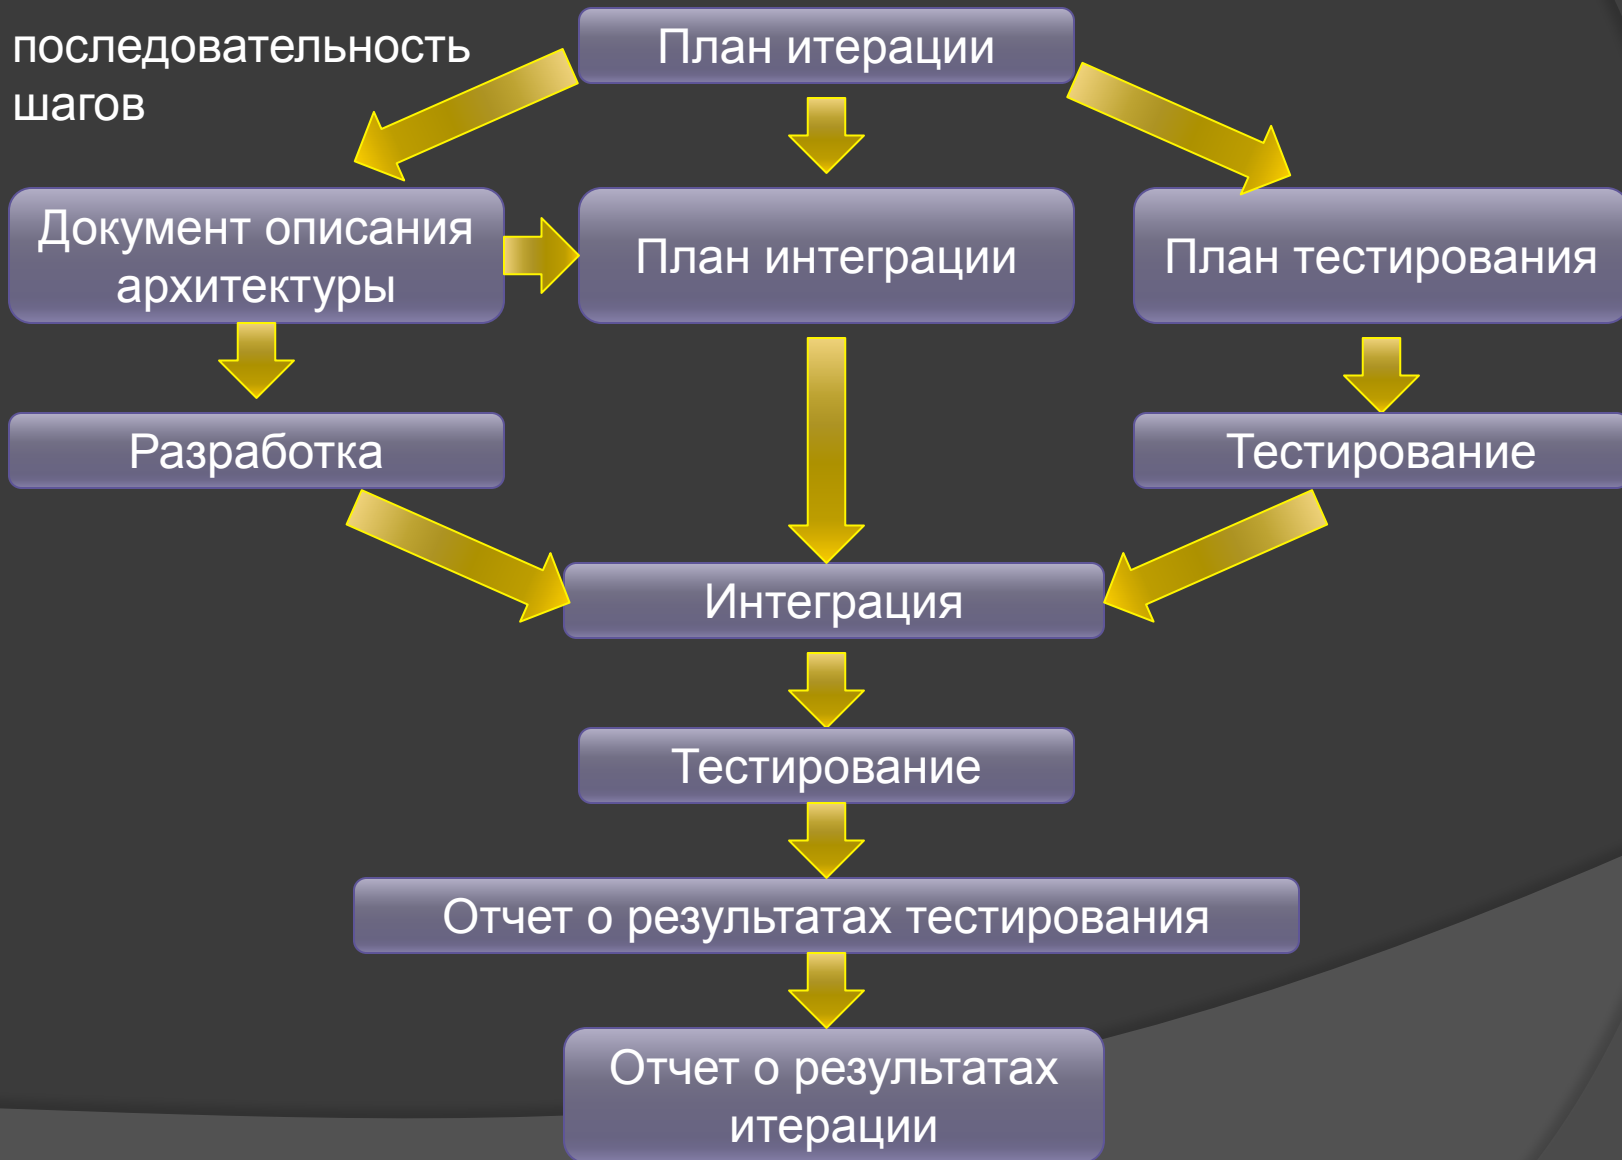 последовательность
шагов
План итерации
Документ описания
архитектуры
План интеграции
План тестирования
Разработка
Тестирование
Интеграция
Тестирование
Отчет о результатах тестирования
Отчет о результатах
итерации